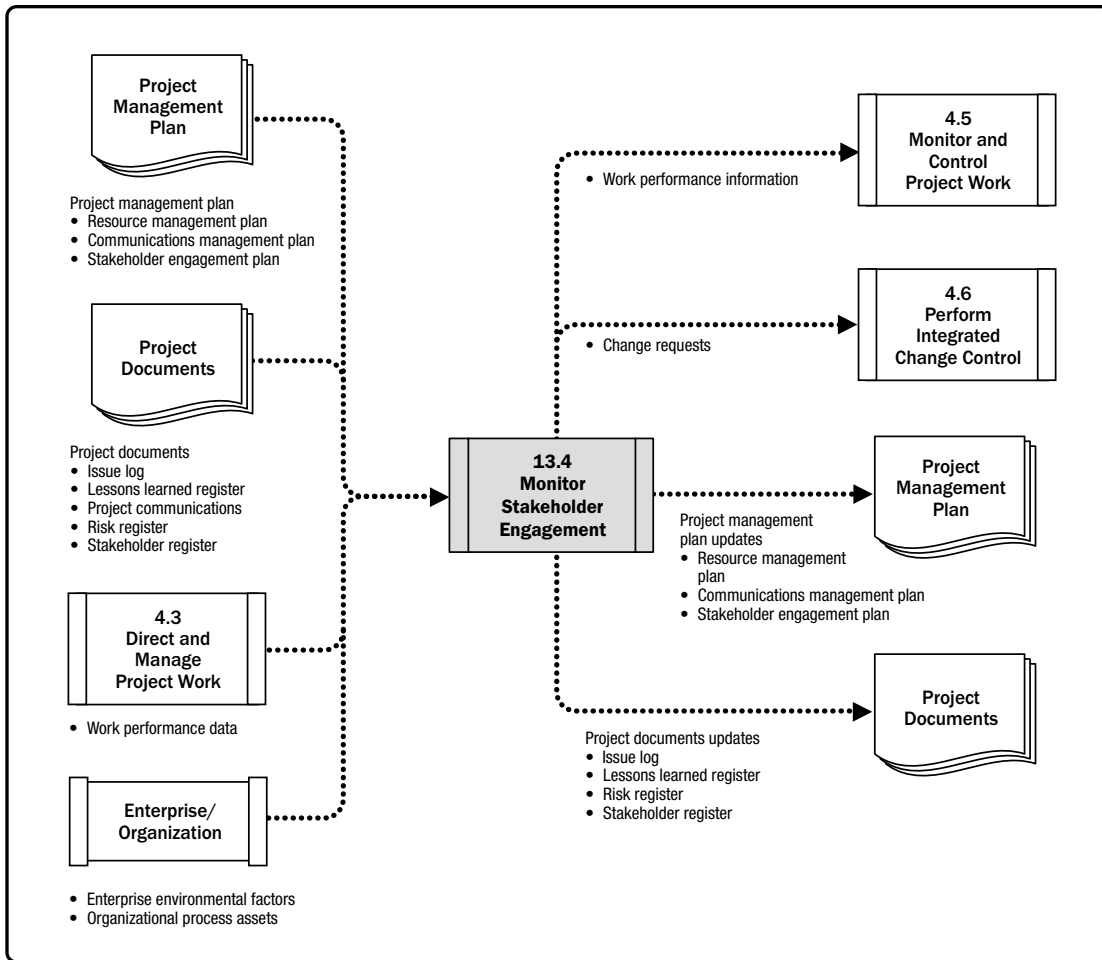 Project
Management
Plan
Project management plan
• Resource management plan
• Communications management plan
• Stakeholder engagement plan
Project
Documents
Project documents
• Issue log
• Lessons learned register
• Project communications
• Risk register
• Stakeholder register
4.3
Direct and
Manage
Project Work
• Work performance data
Enterprise/
Organization
• Enterprise environmental factors
• Organizational process assets
13.4
Monitor
Stakeholder
Engagement
• Work performance information
4.5
Monitor and
Control
Project Work
• Change requests
4.6
Perform
Integrated
Change Control
Project management
plan updates
• Resource management
plan
• Communications management plan
• Stakeholder engagement plan
Project
Management
Plan
Project documents updates
• Issue log
• Lessons learned register
• Risk register
• Stakeholder register
Project
Documents